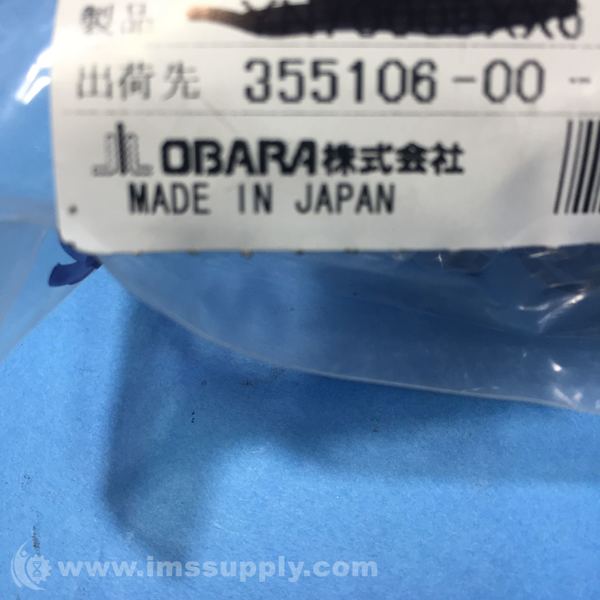 製品
出荷先 355106-00 -
OBARA株式会社
MADE IN JAPAN
www.imssupply.com